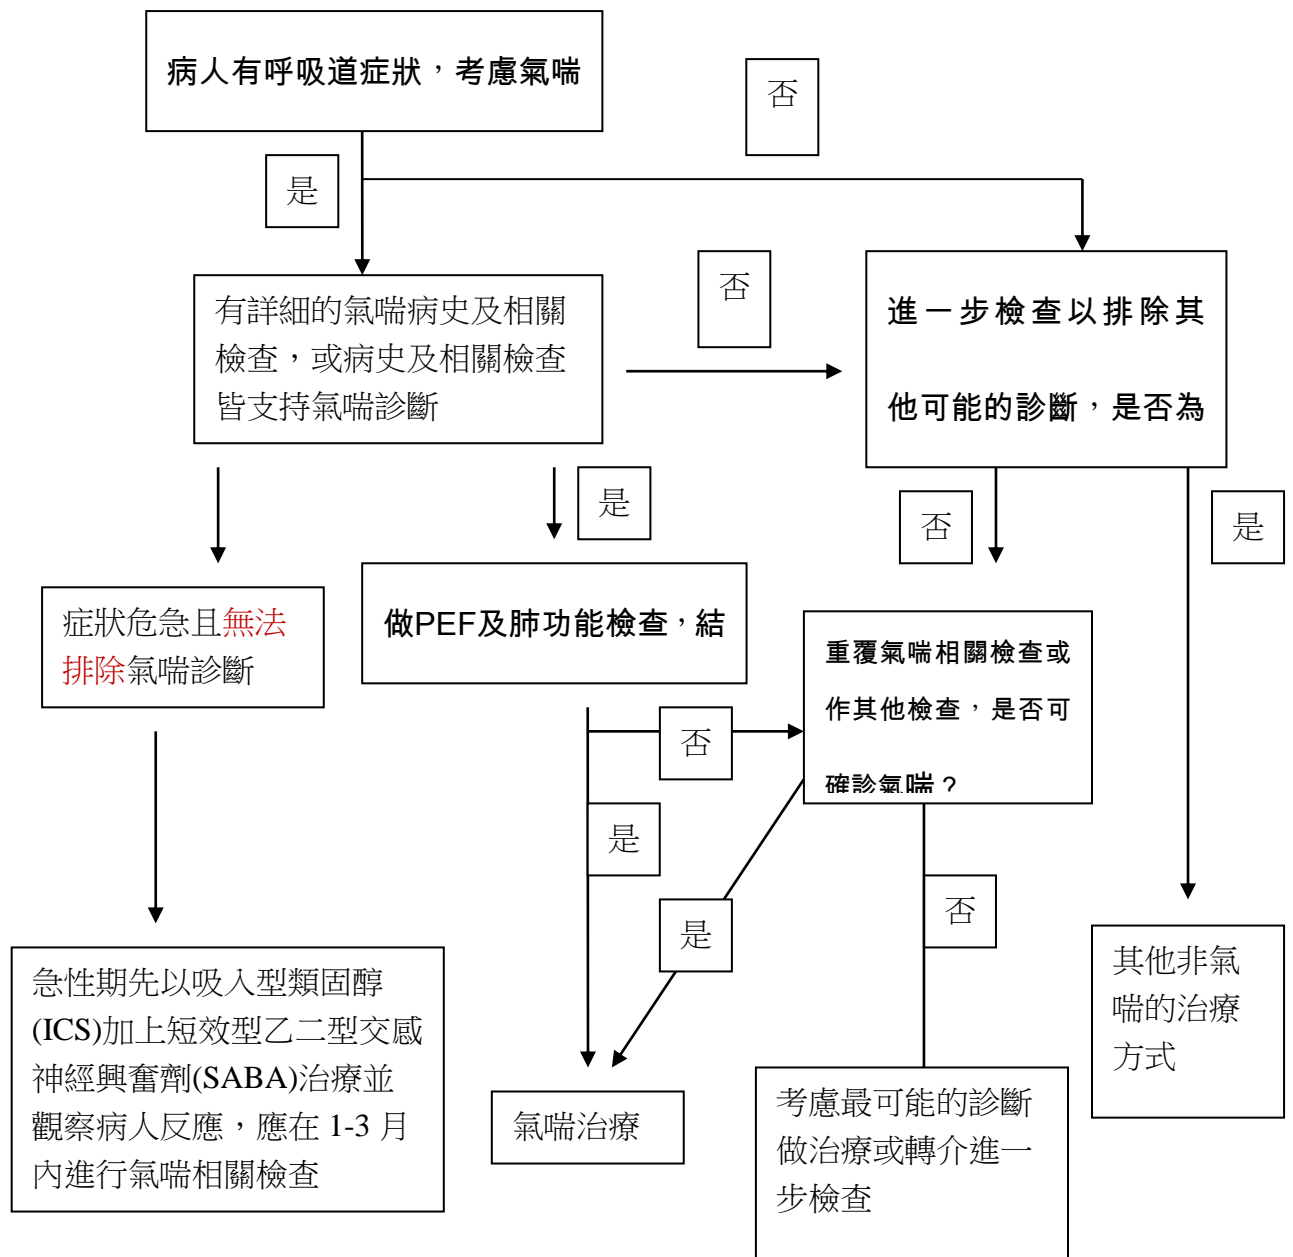 病人有呼吸道症狀，考慮氣喘
否
是
有詳細的氣喘病史及相關
檢查，或病史及相關檢查
皆支持氣喘診斷
否
進一步檢查以排除其
他可能的診斷，是否為
是
否
是
症狀危急且無法
排除氣喘診斷
做PEF及肺功能檢查，結
重覆氣喘相關檢查或
作其他檢查，是否可
確診氣喘？
否
是
是
否
急性期先以吸入型類固醇
(ICS)加上短效型乙二型交感
神經興奮劑(SABA)治療並
觀察病人反應，應在 1-3 月
內進行氣喘相關檢查
氣喘治療
考慮最可能的診斷
做治療或轉介進一
步檢查
其他非氣
喘的治療
方式